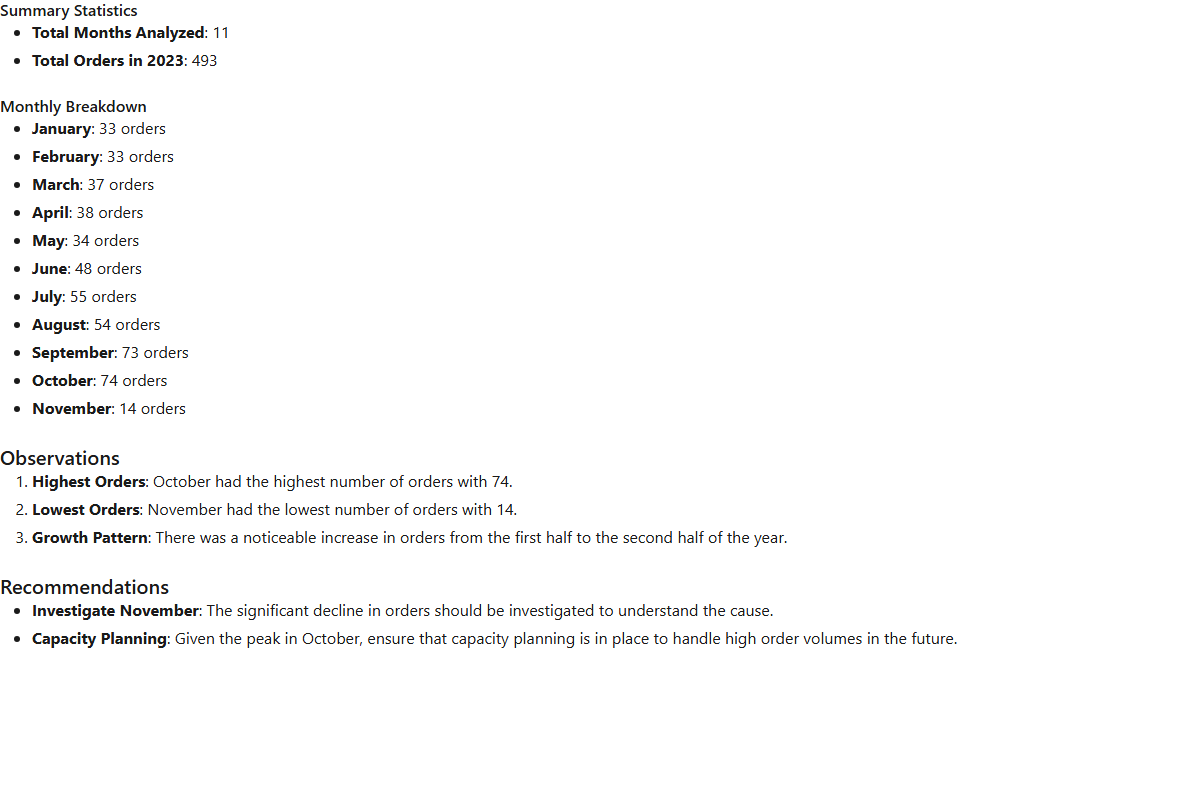 Summary Statistics
• Total Months Analyzed: 11
• Total Orders in 2023: 493
Monthly Breakdown
• January: 33 orders
• February: 33 orders
• March: 37 orders
• April: 38 orders
• May: 34 orders
• June: 48 orders
• July: 55 orders
• August: 54 orders
• September: 73 orders
• October: 74 orders
• November: 14 orders
Observations
1. Highest Orders: October had the highest number of orders with 74.
2. Lowest Orders: November had the lowest number of orders with 14.
3. Growth Pattern: There was a noticeable increase in orders from the first half to the second half of the year.
Recommendations
• Investigate November: The significant decline in orders should be investigated to understand the cause.
• Capacity Planning: Given the peak in October, ensure that capacity planning is in place to handle high order volumes in the future.